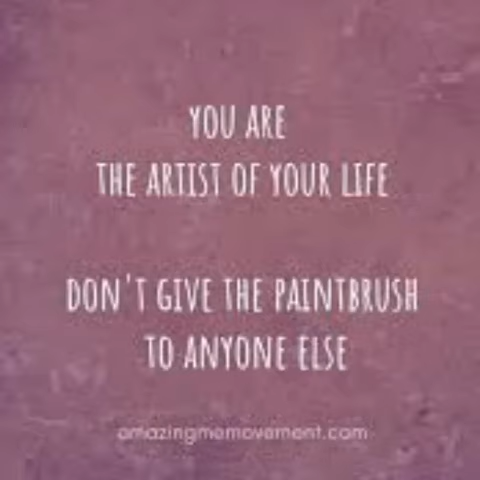 YOU ARE
THE ARTIST OF YOUR LIFE
DON'T GIVE THE PAINTBRUSH
TO ANYONE ELSE
amazingmemovement.com